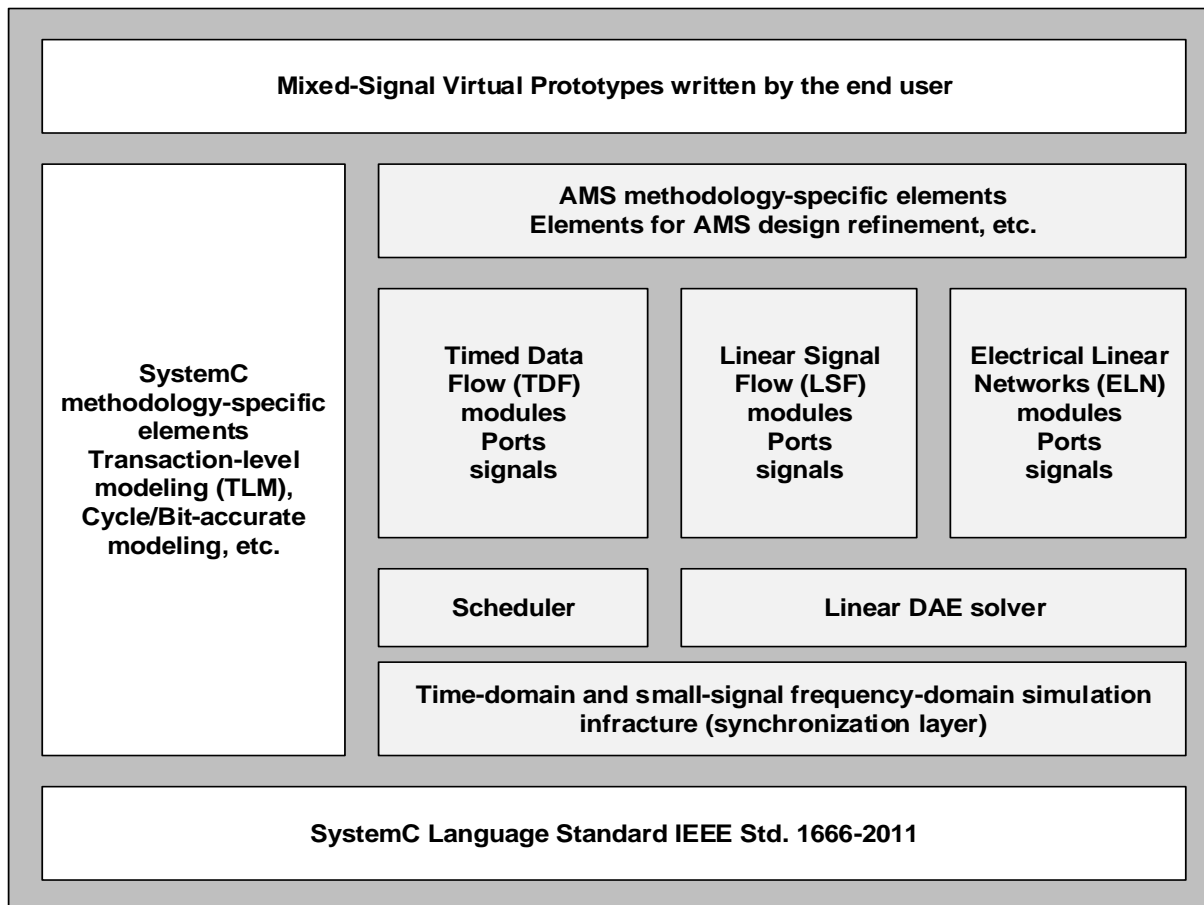 Mixed-Signal Virtual Prototypes written by the end user
SystemC
methodology-specific
elements
Transaction-level
modeling (TLM),
Cycle/Bit-accurate
modeling, etc.
AMS methodology-specific elements
Elements for AMS design refinement, etc.
Timed Data
Flow (TDF)
modules
Ports
signals
Linear Signal
Flow (LSF)
modules
Ports
signals
Electrical Linear
Networks (ELN)
modules
Ports
signals
Scheduler
Linear DAE solver
Time-domain and small-signal frequency-domain simulation
infracture (synchronization layer)
SystemC Language Standard IEEE Std. 1666-2011